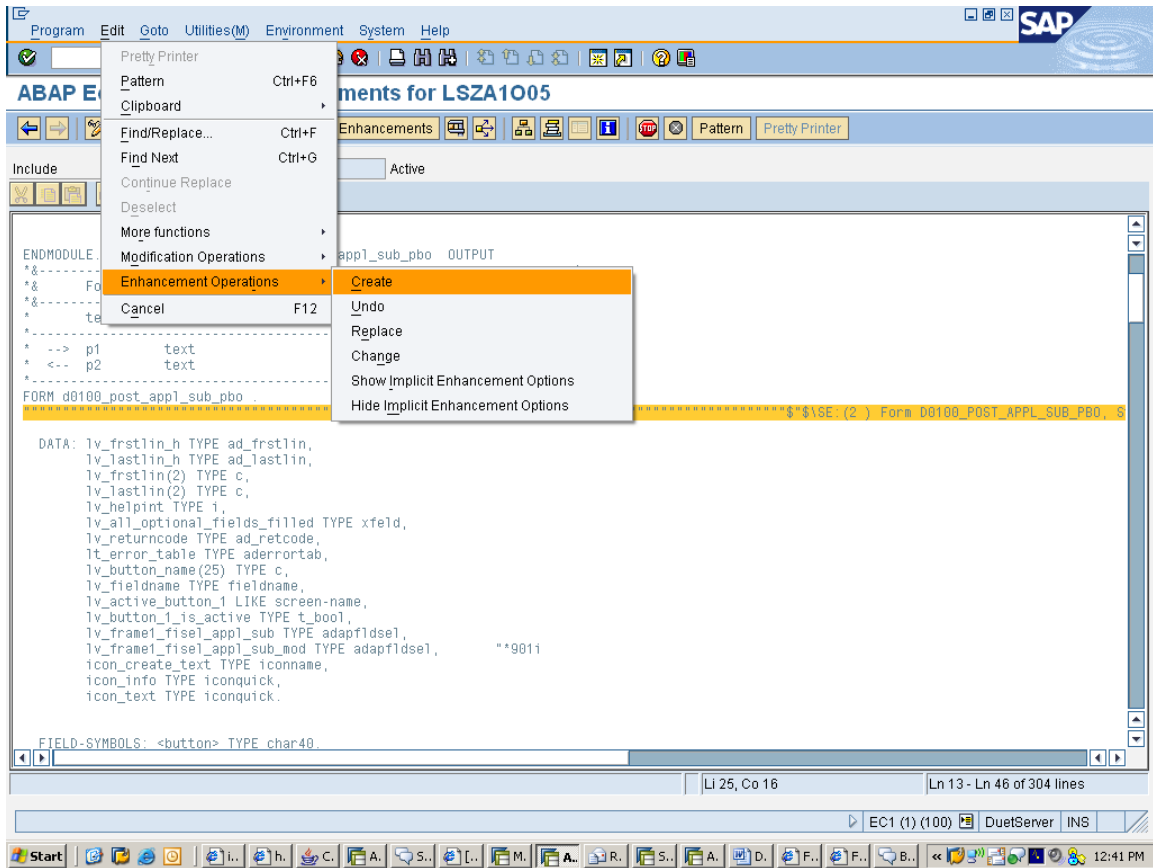 Program Edit Goto Utilities(M) Environment System Help
SAP
ABAP E
ments for LSZA1O05
Enhancements
STOP
Pattern
Pretty Printer
Include
Active
Pretty Printer
Pattern Ctrl+F6
Clipboard
Find/Replace... Ctrl+F
Find Next Ctrl+G
Continue Replace
Deselect
More functions
Modification Operations
Enhancement Operations
Cancel F12
Create
Undo
Replace
Change
Show Implicit Enhancement Options
Hide Implicit Enhancement Options
ENDMODULE. appl_sub_pbo OUTPUT
*&---------
*& Fo
*&---------
* te
*---------------------------------------
* --> p1 text
* <-- p2 text
*---------------------------------------
FORM d0100_post_appl_sub_pbo .
"$"$\SE:(2 ) Form D0100_POST_APPL_SUB_PBO, S
DATA: lv_frstlin_h TYPE ad_frstlin,
lv_lastlin_h TYPE ad_lastlin,
lv_frstlin(2) TYPE c,
lv_lastlin(2) TYPE c,
lv_helpint TYPE i,
lv_all_optional_fields_filled TYPE xfeld,
lv_returncode TYPE ad_retcode,
lt_error_table TYPE aderrortab,
lv_button_name(25) TYPE c,
lv_fieldname TYPE fieldname,
lv_active_button_1 LIKE screen-name,
lv_button_1_is_active TYPE t_bool,
lv_frame1_fisel_appl_sub TYPE adapfldsel,
lv_frame1_fisel_appl_sub_mod TYPE adapfldsel, "*901i
icon_create_text TYPE iconname,
icon_info TYPE iconquick,
icon_text TYPE iconquick.
FIELD-SYMBOLS: <button> TYPE char40.
Li 25, Co 16
Ln 13 - Ln 46 of 304 lines
EC1 (1) (100) DuetServer INS
Start i.. h. C. A. S.. [.. M. A. R. S.. A. D. F.. F.. B.. « 12:41 PM